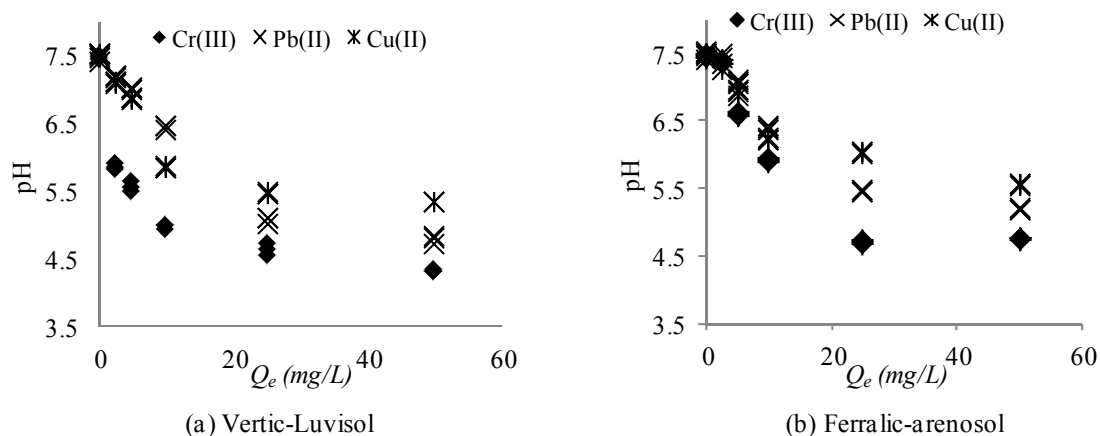 Cr(III) Pb(II) Cu(II)
7.5
6.5
5.5
4.5
3.5
pH
0 20 40 60
Qe (mg/L)
(a) Vertic-Luvisol
Cr(III) Pb(II) Cu(II)
7.5
6.5
5.5
4.5
3.5
pH
0 20 40 60
Qe (mg/L)
(b) Ferralic-arenosol